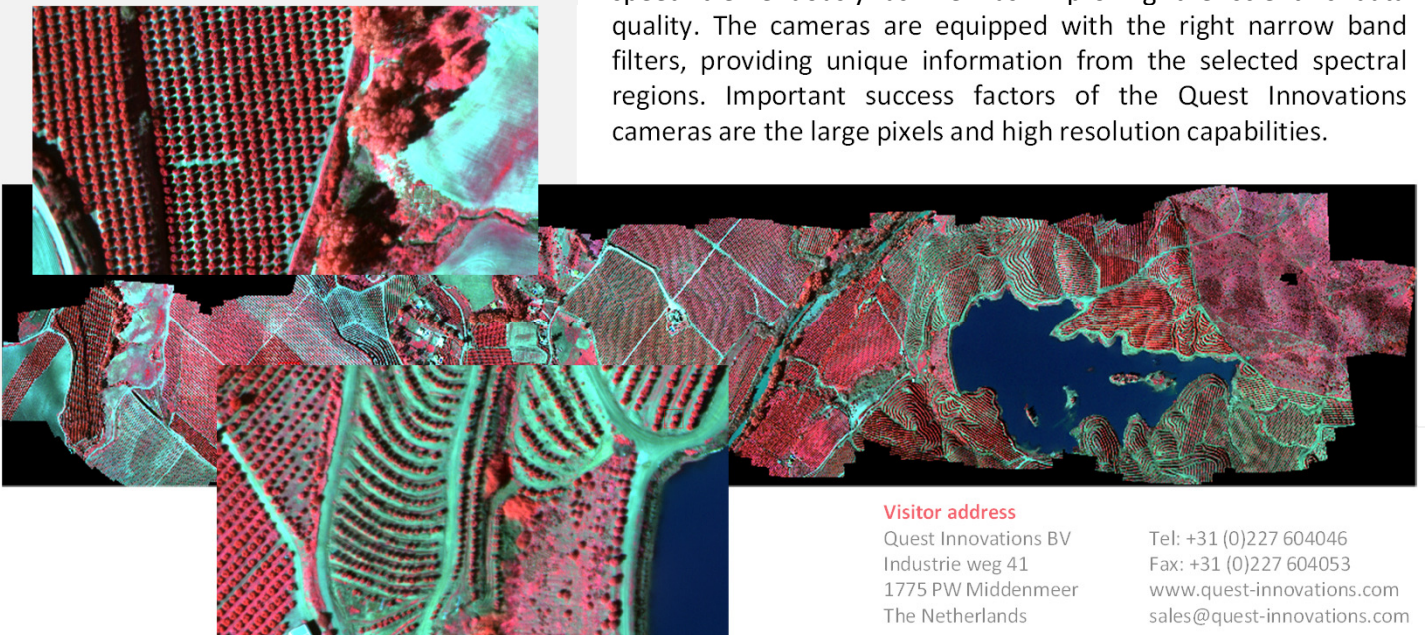 quality. The cameras are equipped with the right narrow band
filters, providing unique information from the selected spectral
regions. Important success factors of the Quest Innovations
cameras are the large pixels and high resolution capabilities.
Visitor address
Quest Innovations BV
Industrie weg 41
1775 PW Middenmeer
The Netherlands
Tel: +31 (0)227 604046
Fax: +31 (0)227 604053
www.quest-innovations.com
sales@quest-innovations.com